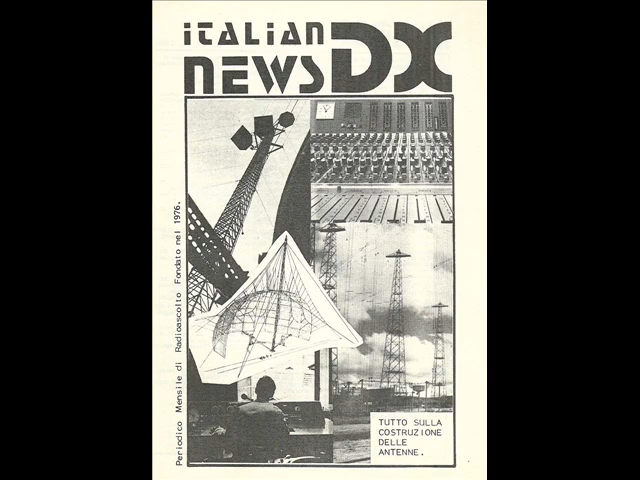 ITALIAN
NEWS DX
Periodico Mensile di Radioascolto Fondato nel 1976.
TUTTO SULLA
COSTRUZIONE
DELLE
ANTENNE.